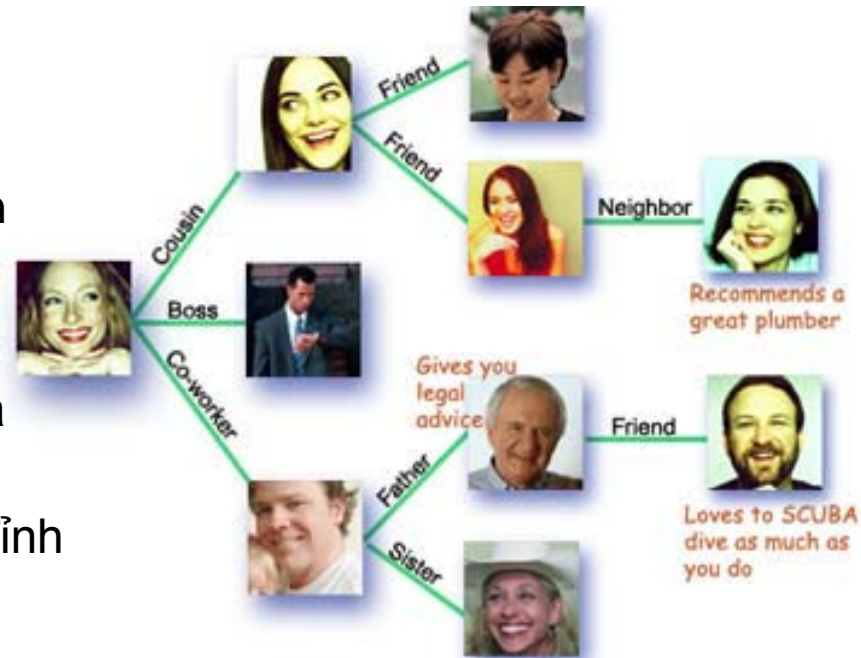 Friend
Friend
Neighbor
Recommends a
great plumber
Cousin
Boss
Co-worker
Gives you
legal
advice
Father
Friend
Sister
Loves to SCUBA
dive as much as
you do
ỉnh